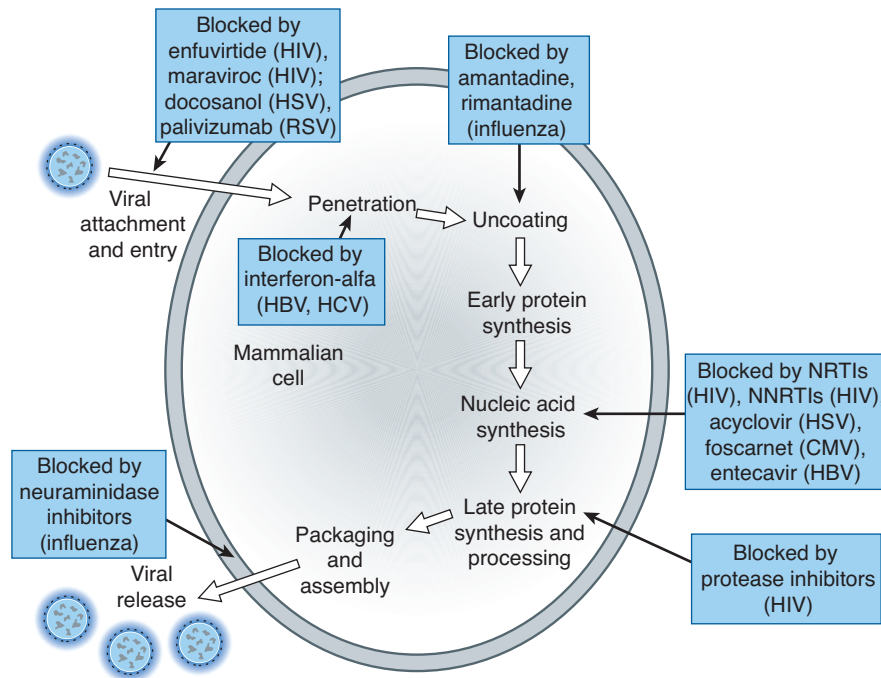 Blocked by
enfuvirtide (HIV),
maraviroc (HIV);
docosanol (HSV),
palivizumab (RSV)
Blocked by
amantadine,
rimantadine
(influenza)
Viral
attachment
and entry
Penetration
Uncoating
Blocked by
interferon-alfa
(HBV, HCV)
Early protein
synthesis
Mammalian
cell
Nucleic acid
synthesis
Blocked by NRTIs
(HIV), NNRTIs (HIV)
acyclovir (HSV),
foscarnet (CMV),
entecavir (HBV)
Blocked by
neuraminidase
inhibitors
(influenza)
Late protein
synthesis and
processing
Packaging
and
assembly
Blocked by
protease inhibitors
(HIV)
Viral
release